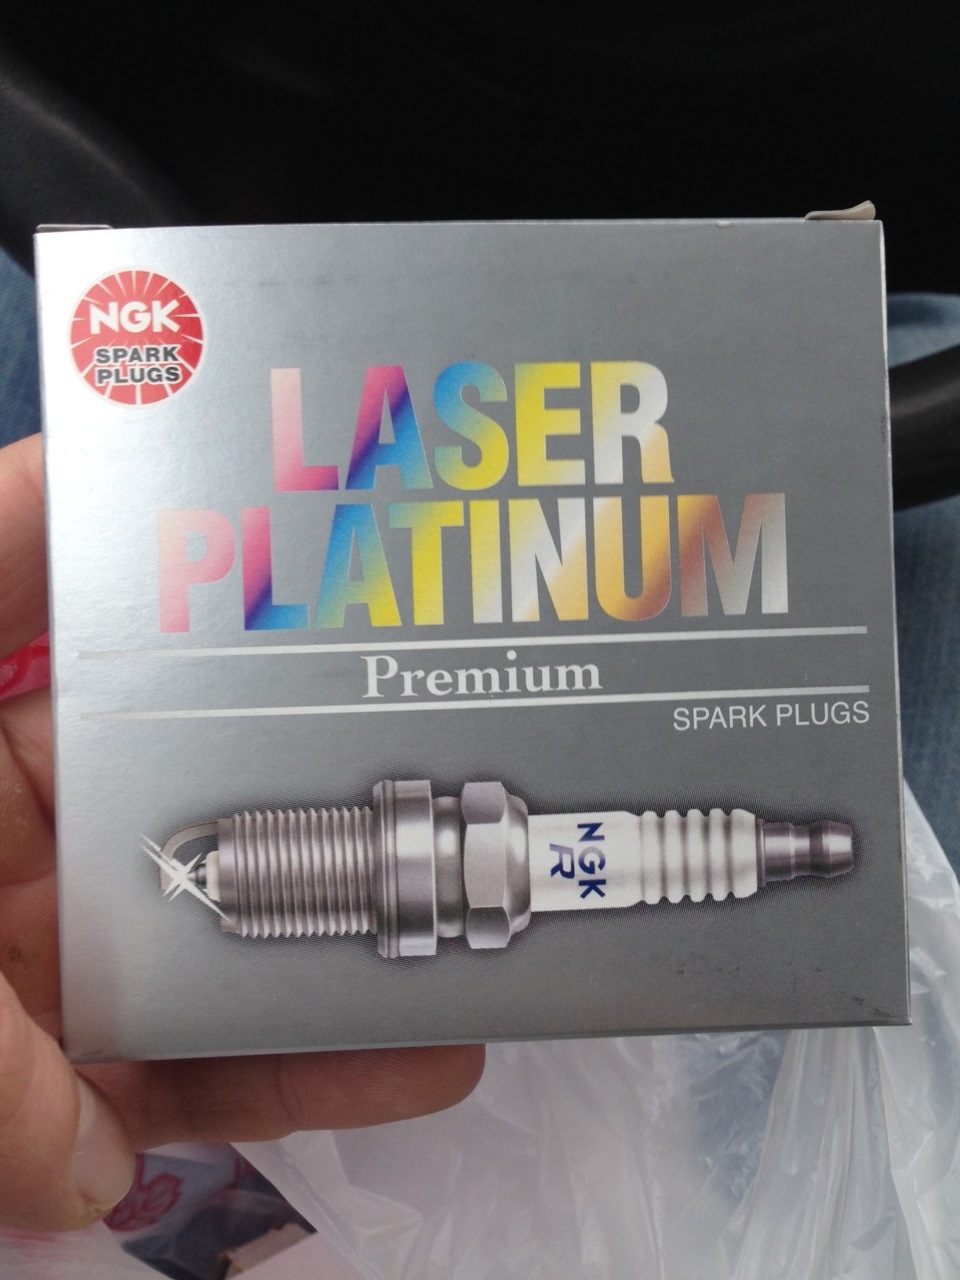 NGK
SPARK
PLUGS
LASER
PLATINUM
Premium
SPARK PLUGS
NGK
R